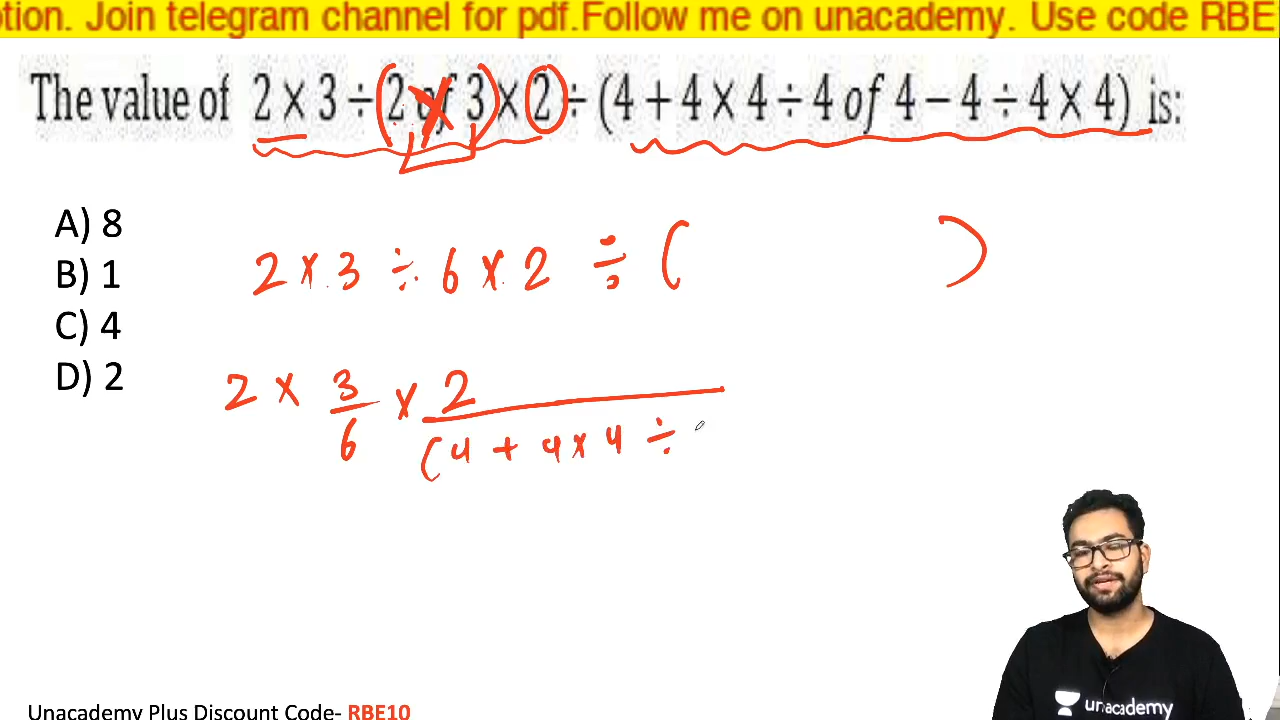 tion. Join telegram channel for pdf.Follow me on unacademy. Use code RBE
The value of 2 × 3 ÷ (2 of 3) × 2 ÷ (4 + 4 × 4 ÷ 4 of 4 − 4 ÷ 4 × 4) is:
A) 8
B) 1
C) 4
D) 2
2 × 3 ÷ 6 × 2 ÷ ( )
2 × 3/6 × 2/(4 + 4 × 4 ÷
unacademy
Unacademy Plus Discount Code- RBE10